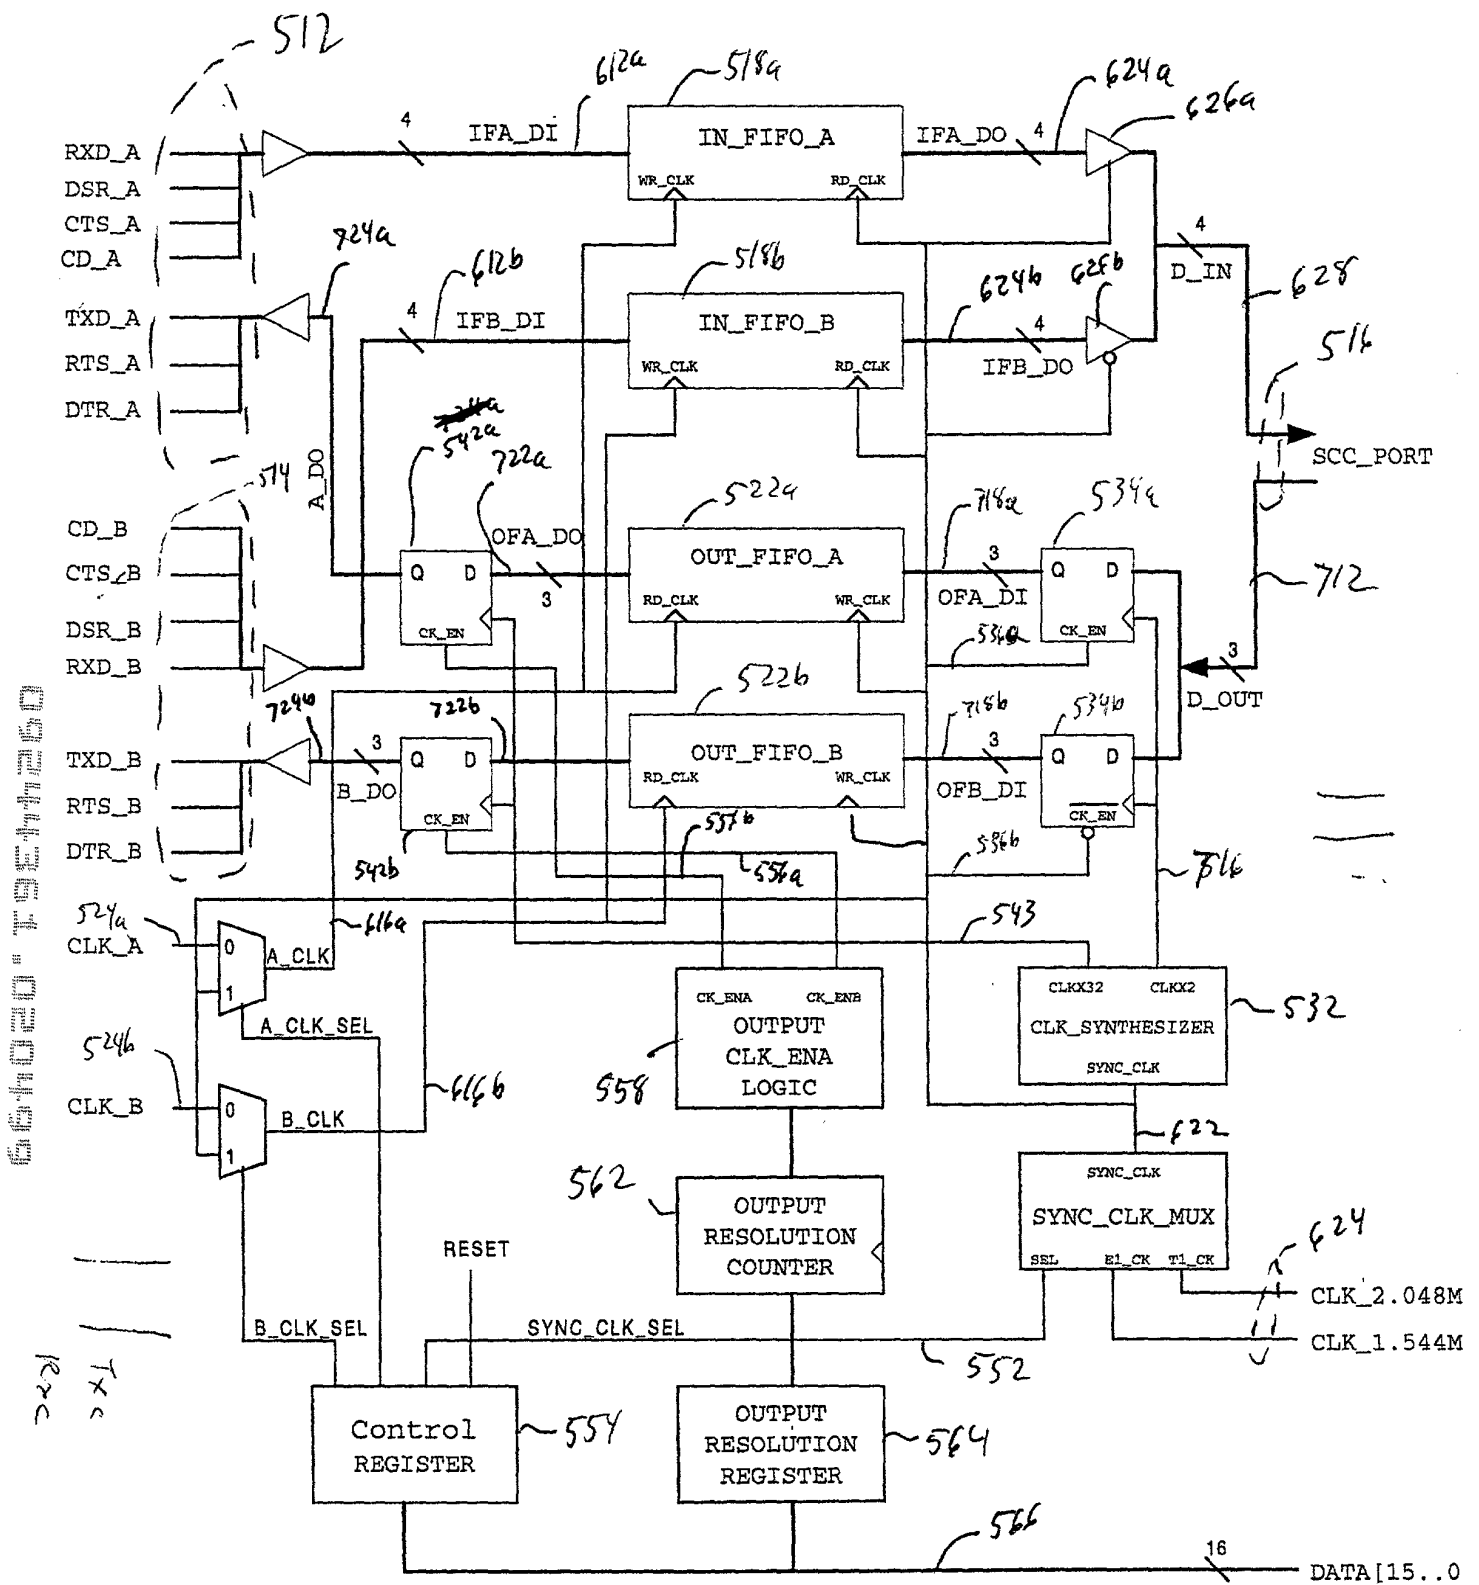 512
612a
518a
624a
626a
RXD_A
DSR_A
CTS_A
CD_A
4
IFA_DI
IN_FIFO_A
WR_CLK
RD_CLK
IFA_DO
4
724a
612b
518b
624b
626b
4
D_IN
628
TXD_A
RTS_A
DTR_A
4
IFB_DI
IN_FIFO_B
WR_CLK
RD_CLK
4
IFB_DO
516
SCC_PORT
A_DO
514
542a
722a
522a
718a
534a
CD_B
CTS_B
DSR_B
RXD_B
Q D
CK_EN
OFA_DO
3
OUT_FIFO_A
RD_CLK
WR_CLK
3
OFA_DI
Q D
CK_EN
712
536a
3
D_OUT
724b
722b
522b
718b
534b
TXD_B
RTS_B
DTR_B
3
B_DO
Q D
CK_EN
OUT_FIFO_B
RD_CLK
WR_CLK
3
OFB_DI
Q D
CK_EN
542b
556b
556a
536b
716
524a
CLK_A
0
1
616a
A_CLK
A_CLK_SEL
543
CK_ENA
CK_ENB
OUTPUT
CLK_ENA
LOGIC
558
CLKX32
CLKX2
CLK_SYNTHESIZER
SYNC_CLK
532
524b
CLK_B
0
1
B_CLK
616b
622
562
OUTPUT
RESOLUTION
COUNTER
SYNC_CLK
SYNC_CLK_MUX
SEL
E1_CK
T1_CK
624
CLK_2.048M
CLK_1.544M
RESET
B_CLK_SEL
SYNC_CLK_SEL
552
Control
REGISTER
554
OUTPUT
RESOLUTION
REGISTER
564
566
16
DATA[15..0
09244361.020499